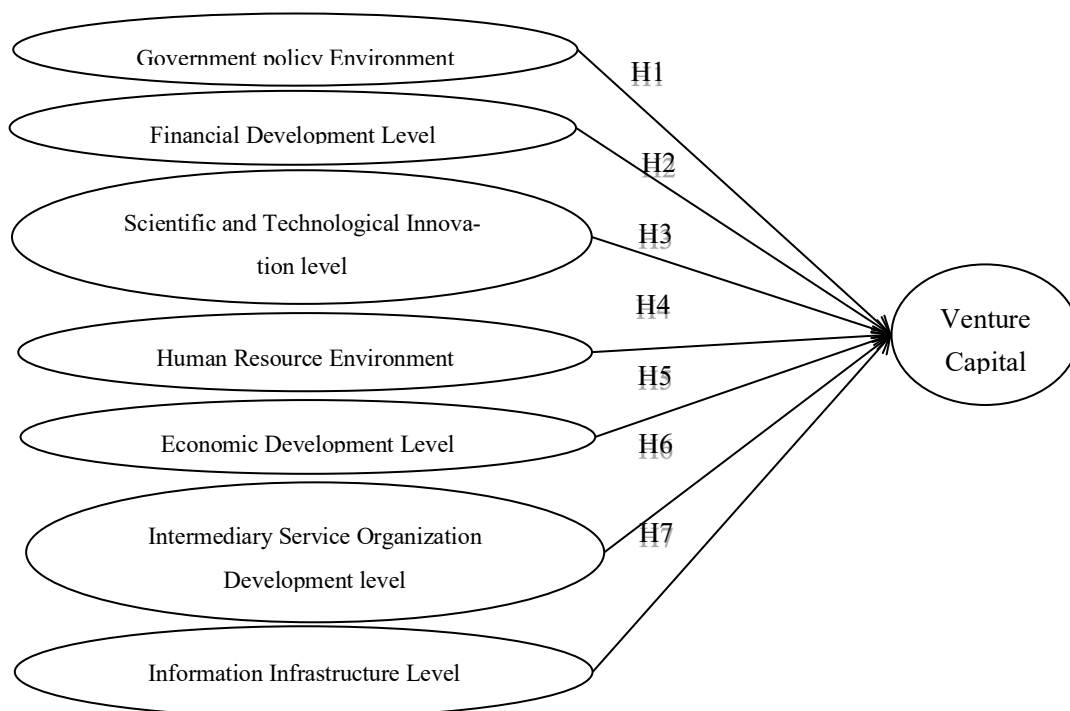 Government policy Environment
H1
Financial Development Level
H2
Scientific and Technological Innova-
tion level
H3
Human Resource Environment
H4
Economic Development Level
H5
Intermediary Service Organization
Development level
H6
Information Infrastructure Level
H7
Venture
Capital